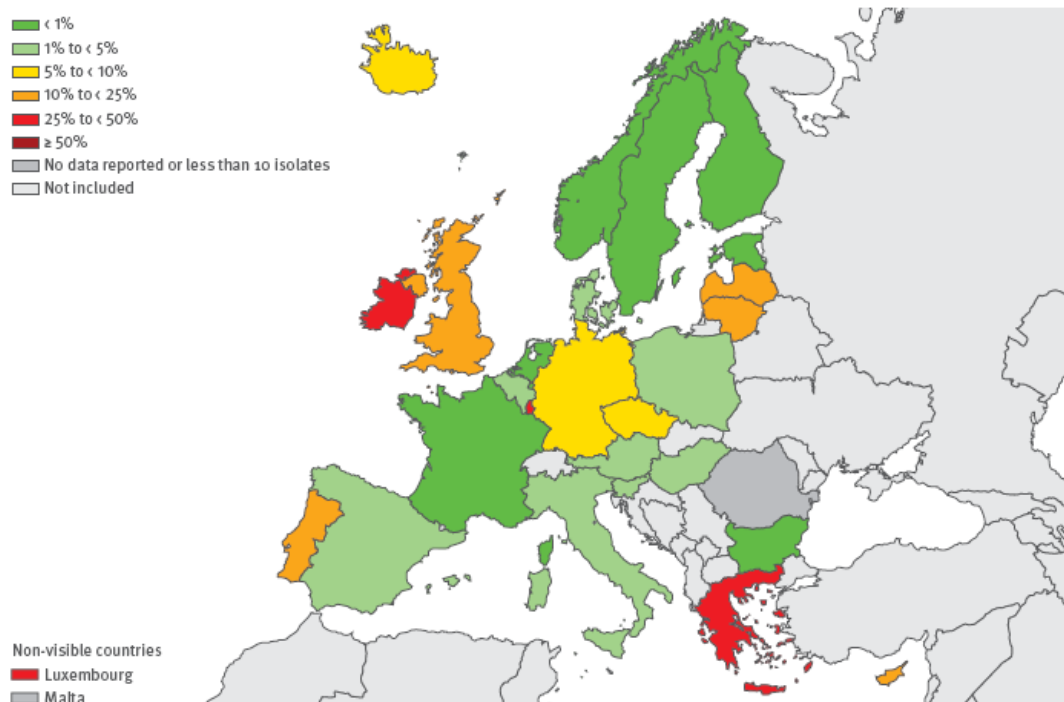 < 1%
1% to < 5%
5% to < 10%
10% to < 25%
25% to < 50%
≥ 50%
No data reported or less than 10 isolates
Not included
Non-visible countries
Luxembourg
Malta